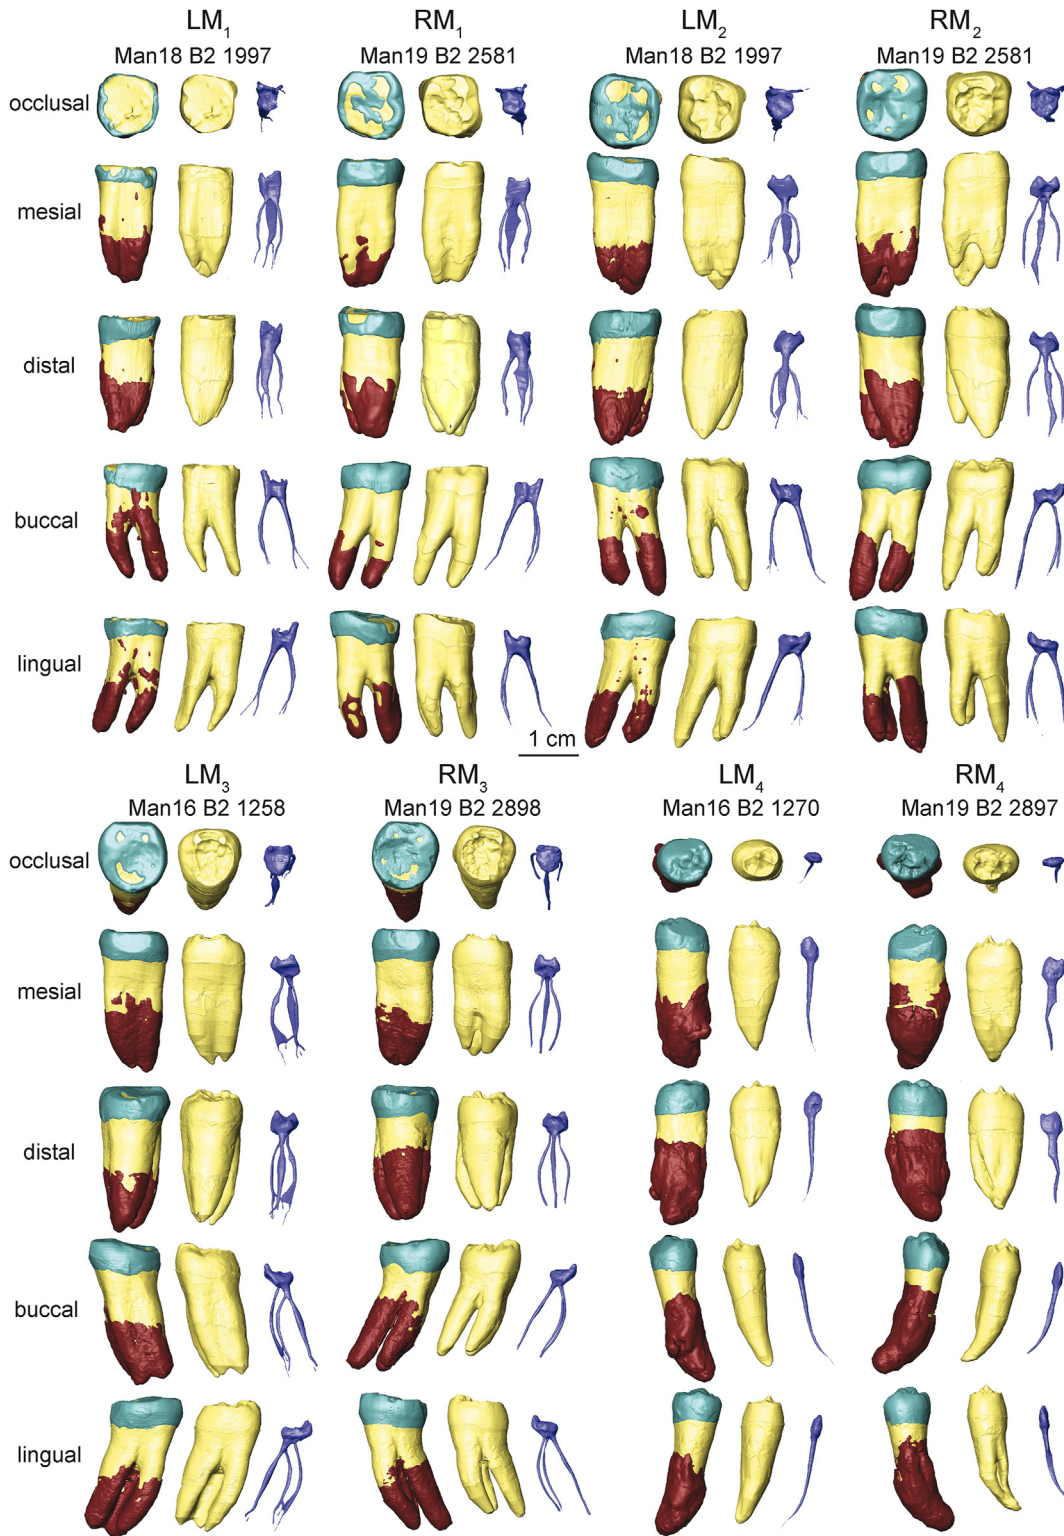 LM1 RM1 LM2 RM2
Man18 B2 1997 Man19 B2 2581 Man18 B2 1997 Man19 B2 2581
occlusal
mesial
distal
buccal
lingual
1 cm
LM3 RM3 LM4 RM4
Man16 B2 1258 Man19 B2 2898 Man16 B2 1270 Man19 B2 2897
occlusal
mesial
distal
buccal
lingual